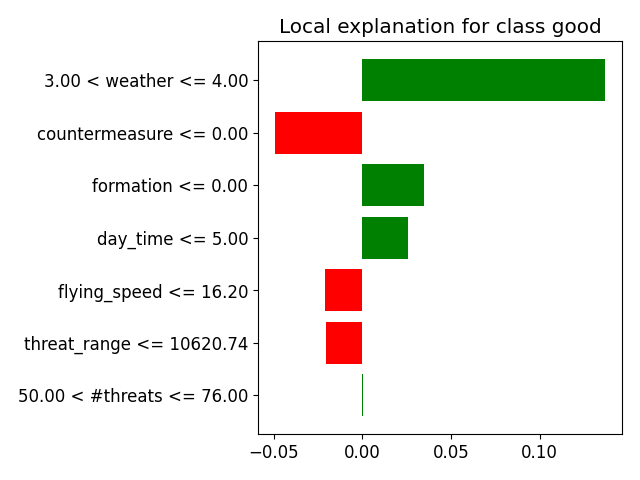 Local explanation for class good
3.00 < weather <= 4.00
countermeasure <= 0.00
formation <= 0.00
day_time <= 5.00
flying_speed <= 16.20
threat_range <= 10620.74
50.00 < #threats <= 76.00
−0.05 0.00 0.05 0.10